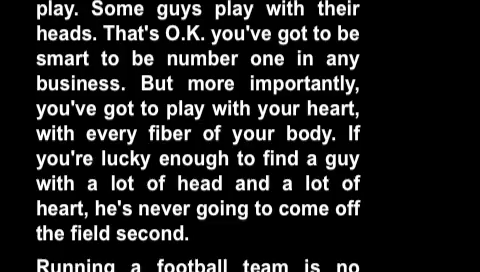 play. Some guys play with their
heads. That's O.K. you've got to be
smart to be number one in any
business. But more importantly,
you've got to play with your heart,
with every fiber of your body. If
you're lucky enough to find a guy
with a lot of head and a lot of
heart, he's never going to come off
the field second.
Running a football team is no